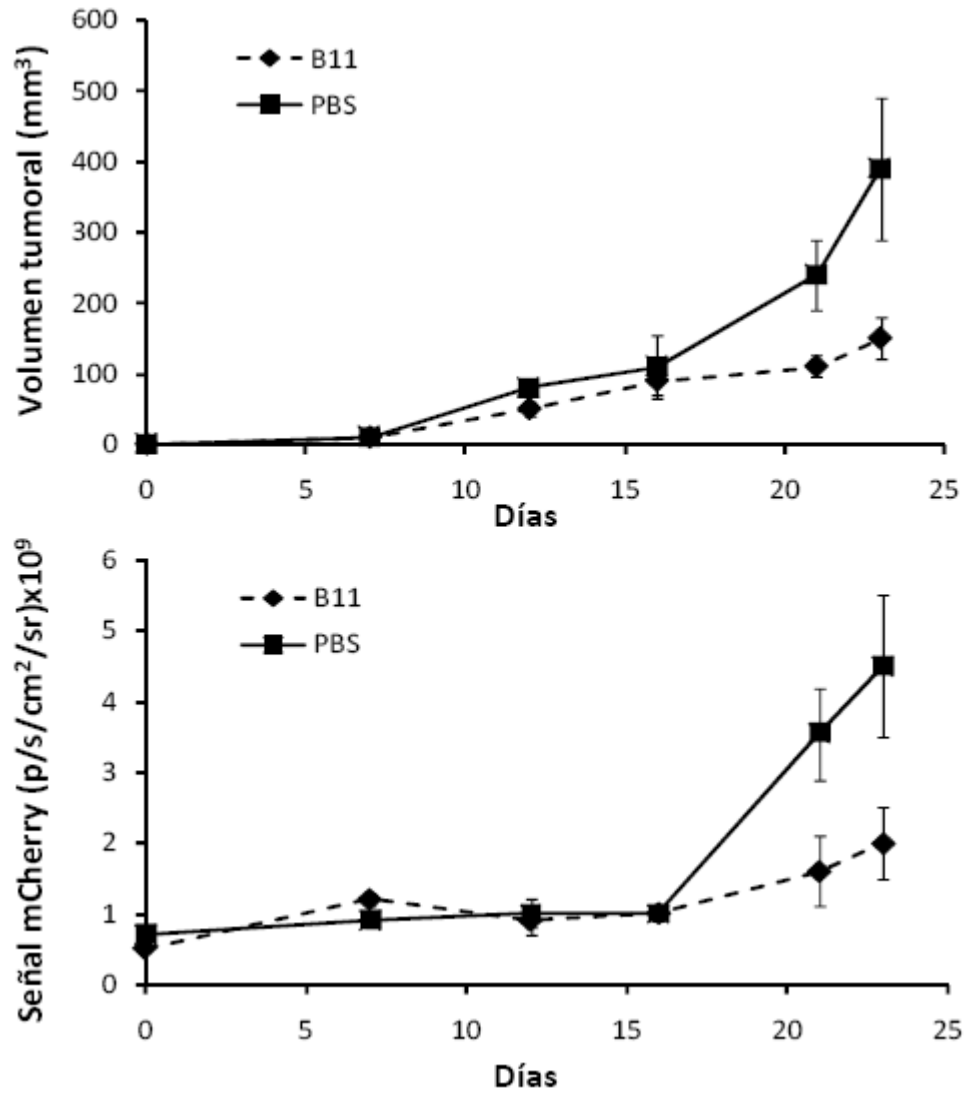 Volumen tumoral (mm³)
600
500
400
300
200
100
0
B11
PBS
0 5 10 15 20 25
Días
Señal mCherry (p/s/cm²/sr)x10⁹
6
5
4
3
2
1
0
B11
PBS
0 5 10 15 20 25
Días